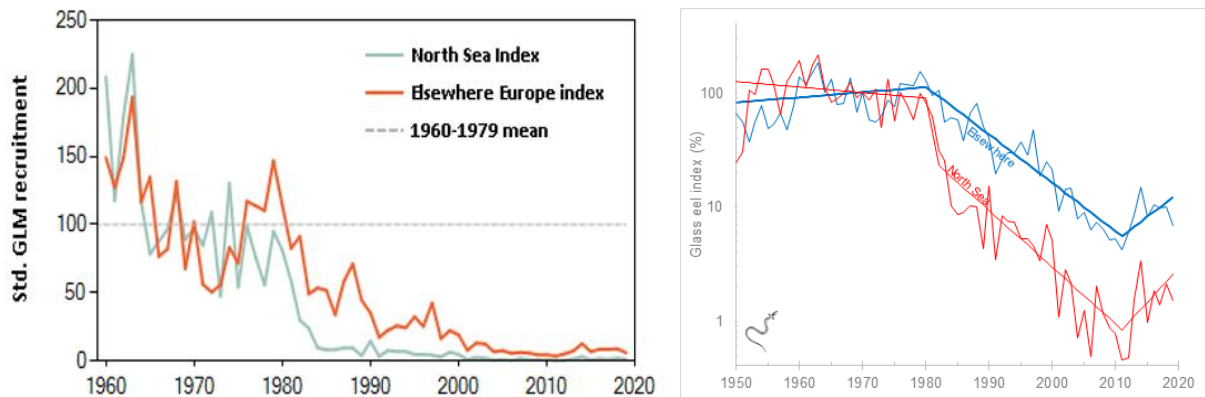 250
200
150
100
50
0
Std. GLM recruitment
North Sea Index
Elsewhere Europe index
1960-1979 mean
1960 1970 1980 1990 2000 2010 2020
100
10
1
Glass eel index (%)
Elsewhere
North Sea
1950 1960 1970 1980 1990 2000 2010 2020